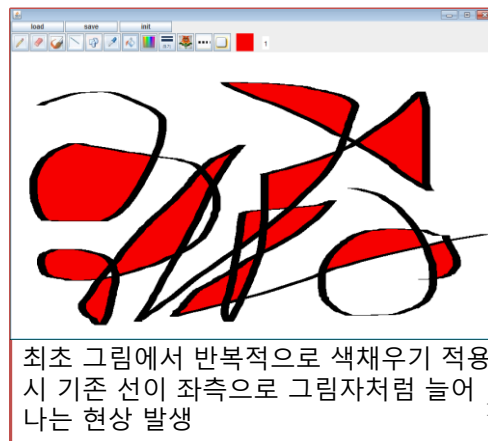 load save init
1
최초 그림에서 반복적으로 색채우기 적용
시 기존 선이 좌측으로 그림자처럼 늘어
나는 현상 발생